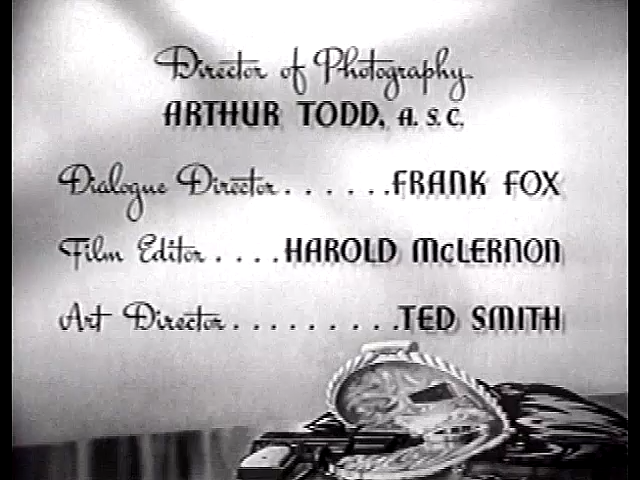 Director of Photography
ARTHUR TODD, A.S.C.
Dialogue Director......FRANK FOX
Film Editor....HAROLD McLERNON
Art Director.........TED SMITH